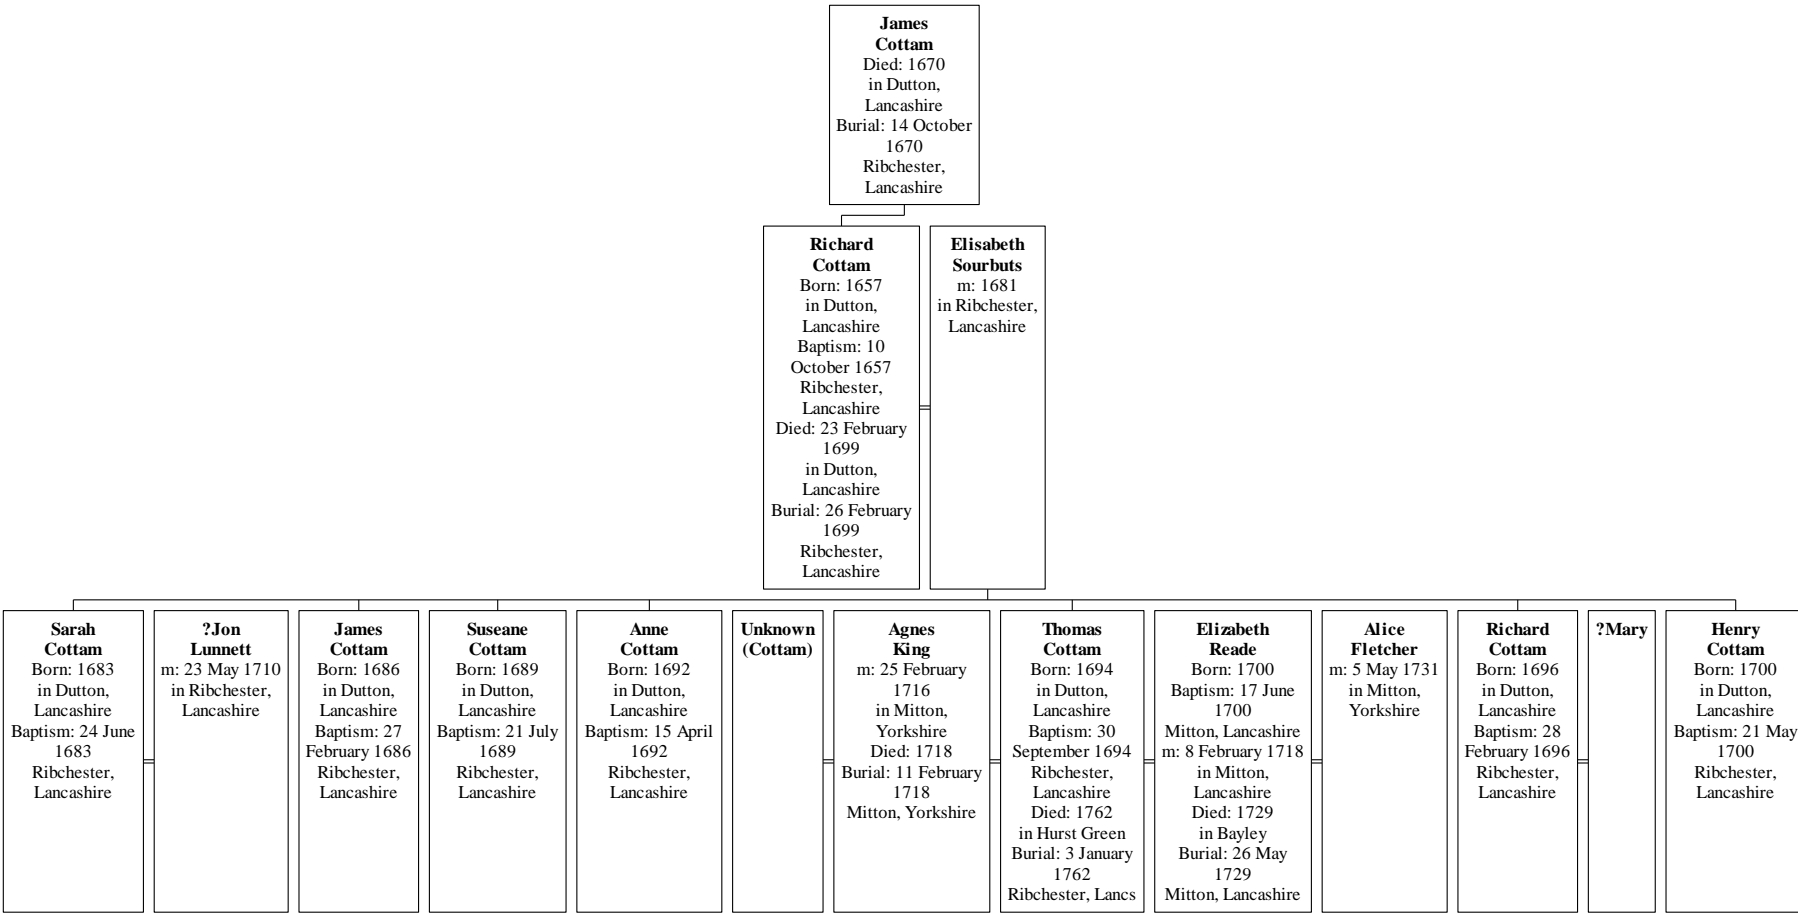 James
Cottam
Died: 1670
in Dutton,
Lancashire
Burial: 14 October
1670
Ribchester,
Lancashire
Richard
Cottam
Born: 1657
in Dutton,
Lancashire
Baptism: 10
October 1657
Ribchester,
Lancashire
Died: 23 February
1699
in Dutton,
Lancashire
Burial: 26 February
1699
Ribchester,
Lancashire
Elisabeth
Sourbuts
m: 1681
in Ribchester,
Lancashire
Sarah
Cottam
Born: 1683
in Dutton,
Lancashire
Baptism: 24 June
1683
Ribchester,
Lancashire
?Jon
Lunnett
m: 23 May 1710
in Ribchester,
Lancashire
James
Cottam
Born: 1686
in Dutton,
Lancashire
Baptism: 27
February 1686
Ribchester,
Lancashire
Suseane
Cottam
Born: 1689
in Dutton,
Lancashire
Baptism: 21 July
1689
Ribchester,
Lancashire
Anne
Cottam
Born: 1692
in Dutton,
Lancashire
Baptism: 15 April
1692
Ribchester,
Lancashire
Unknown
(Cottam)
Agnes
King
m: 25 February
1716
in Mitton,
Yorkshire
Died: 1718
Burial: 11 February
1718
Mitton, Yorkshire
Thomas
Cottam
Born: 1694
in Dutton,
Lancashire
Baptism: 30
September 1694
Ribchester,
Lancashire
Died: 1762
in Hurst Green
Burial: 3 January
1762
Ribchester, Lancs
Elizabeth
Reade
Born: 1700
Baptism: 17 June
1700
Mitton, Lancashire
m: 8 February 1718
in Mitton,
Lancashire
Died: 1729
in Bayley
Burial: 26 May
1729
Mitton, Lancashire
Alice
Fletcher
m: 5 May 1731
in Mitton,
Yorkshire
Richard
Cottam
Born: 1696
in Dutton,
Lancashire
Baptism: 28
February 1696
Ribchester,
Lancashire
?Mary
Henry
Cottam
Born: 1700
in Dutton,
Lancashire
Baptism: 21 May
1700
Ribchester,
Lancashire